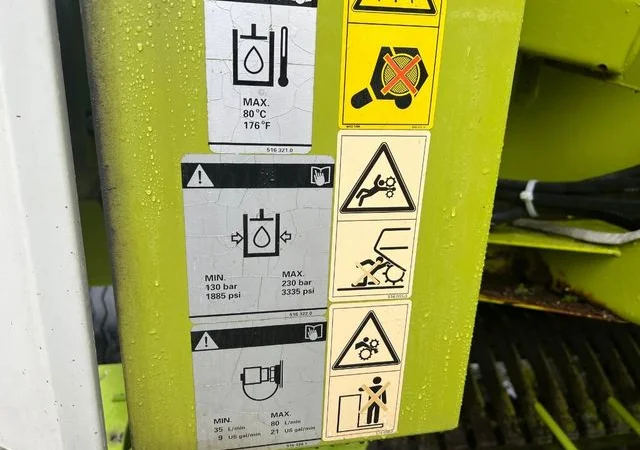 MAX.
80°C
176°F
516 321.0
MIN. MAX.
130 bar 230 bar
1885 psi 3335 psi
516 322.0
MIN MAX.
35 L/min 80 L/min
9 US gal/min 21 US gal/min